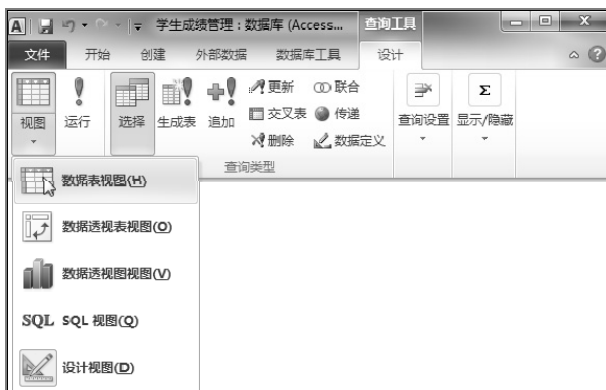 A 学生成绩管理：数据库 (Access... 查询工具
文件 开始 创建 外部数据 数据库工具 设计
视图 运行 选择 生成表 追加 更新 联合 交叉表 传递 删除 数据定义 查询设置 Σ 显示/隐藏
查询类型
数据表视图(H)
数据透视表视图(O)
数据透视图视图(V)
SQL SQL 视图(Q)
设计视图(D)